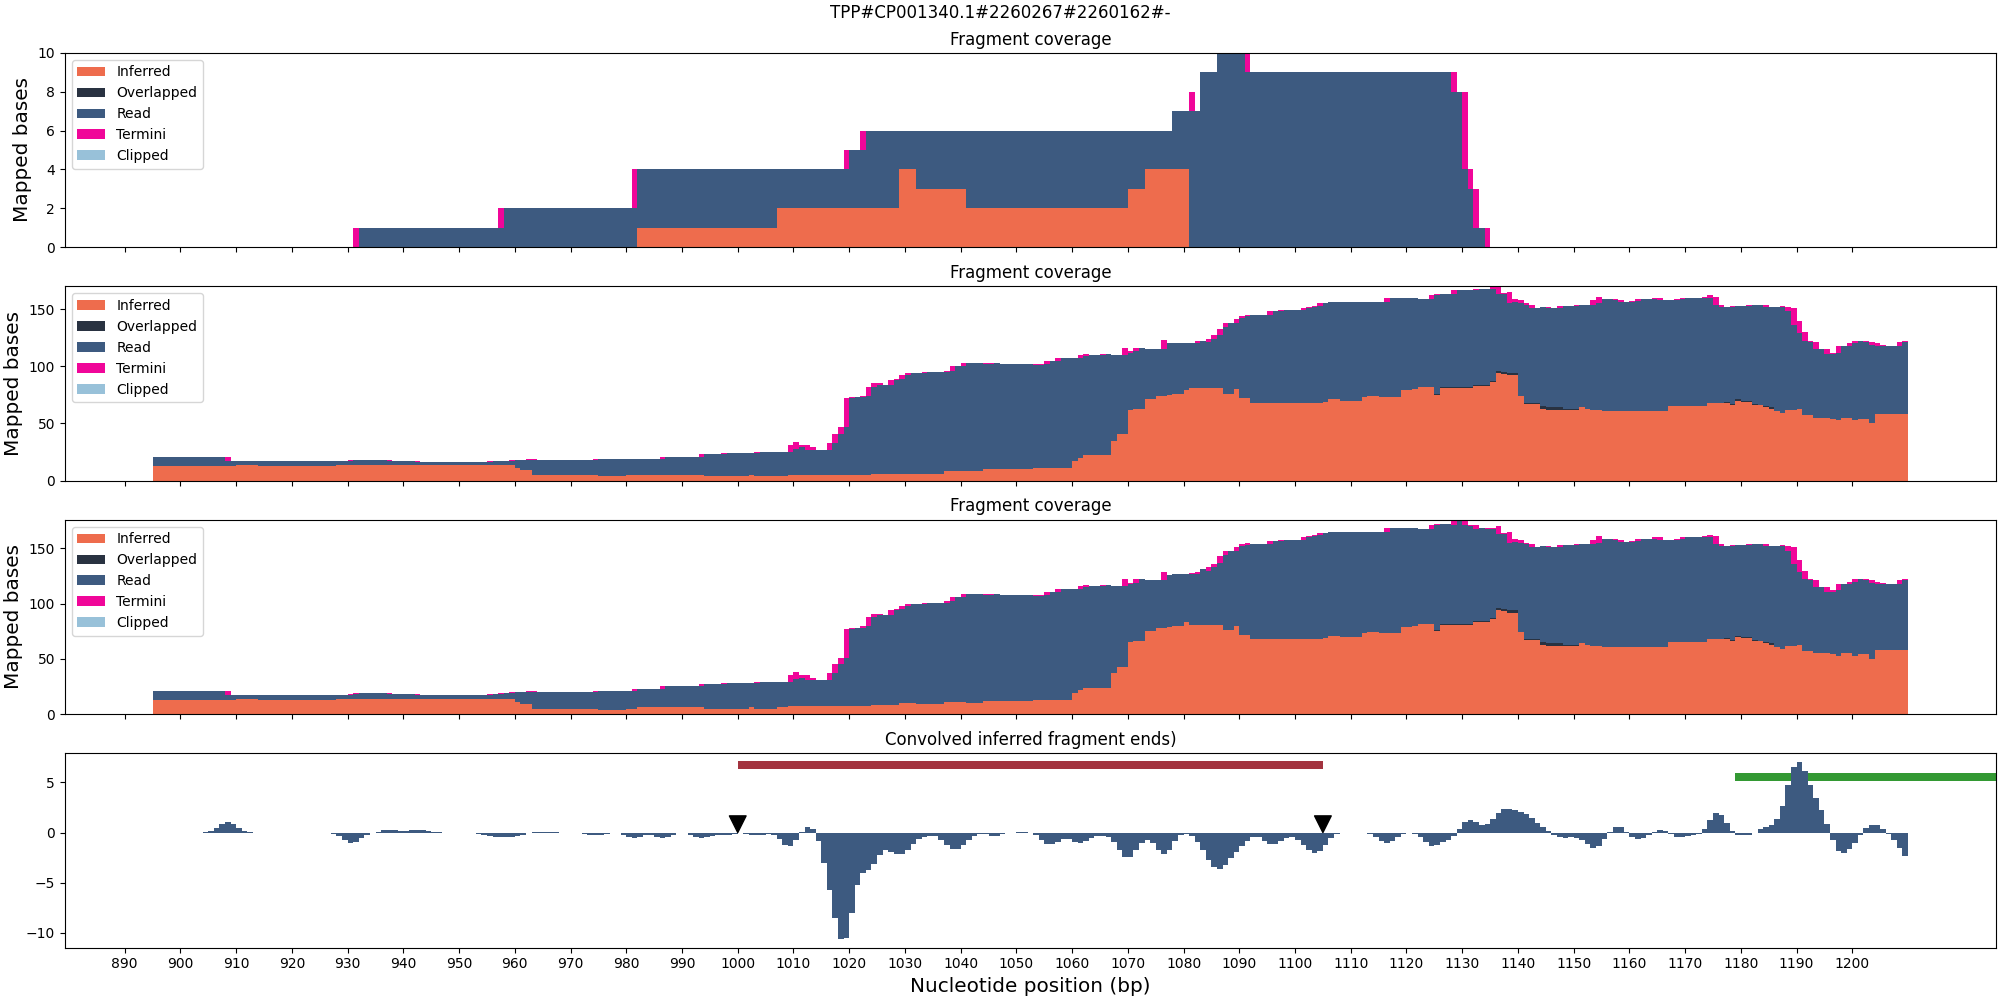 TPP#CP001340.1#2260267#2260162#-
Fragment coverage
Mapped bases
10
8
6
4
2
0
Inferred
Overlapped
Read
Termini
Clipped
Fragment coverage
Mapped bases
150
100
50
0
Inferred
Overlapped
Read
Termini
Clipped
Fragment coverage
Mapped bases
150
100
50
0
Inferred
Overlapped
Read
Termini
Clipped
Convolved inferred fragment ends)
5
0
−5
−10
890 900 910 920 930 940 950 960 970 980 990 1000 1010 1020 1030 1040 1050 1060 1070 1080 1090 1100 1110 1120 1130 1140 1150 1160 1170 1180 1190 1200
Nucleotide position (bp)